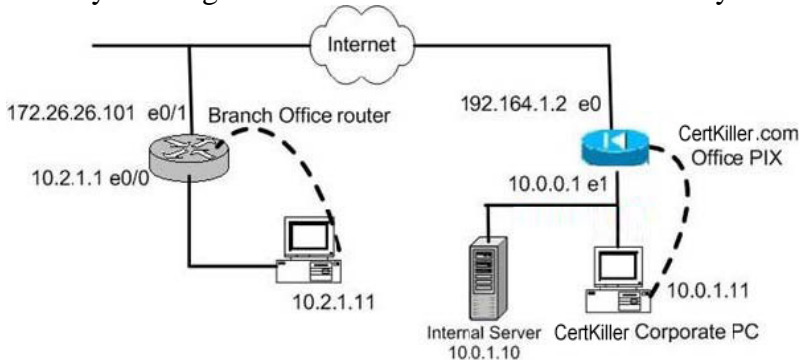 Internet
172.26.26.101 e0/1
Branch Office router
10.2.1.1 e0/0
10.2.1.11
192.164.1.2 e0
CertKiller.com
Office PIX
10.0.0.1 e1
10.0.1.11
Internal Server
10.0.1.10
CertKiller Corporate PC